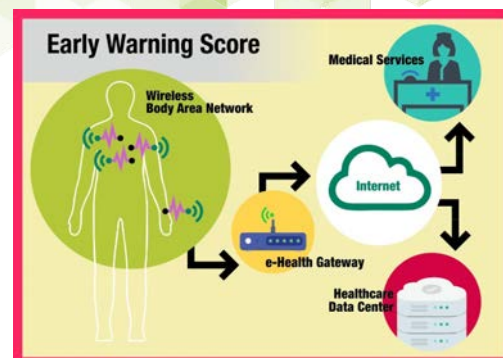 Early Warning Score
Medical Services
Wireless
Body Area Network
Internet
e-Health Gateway
Healthcare
Data Center